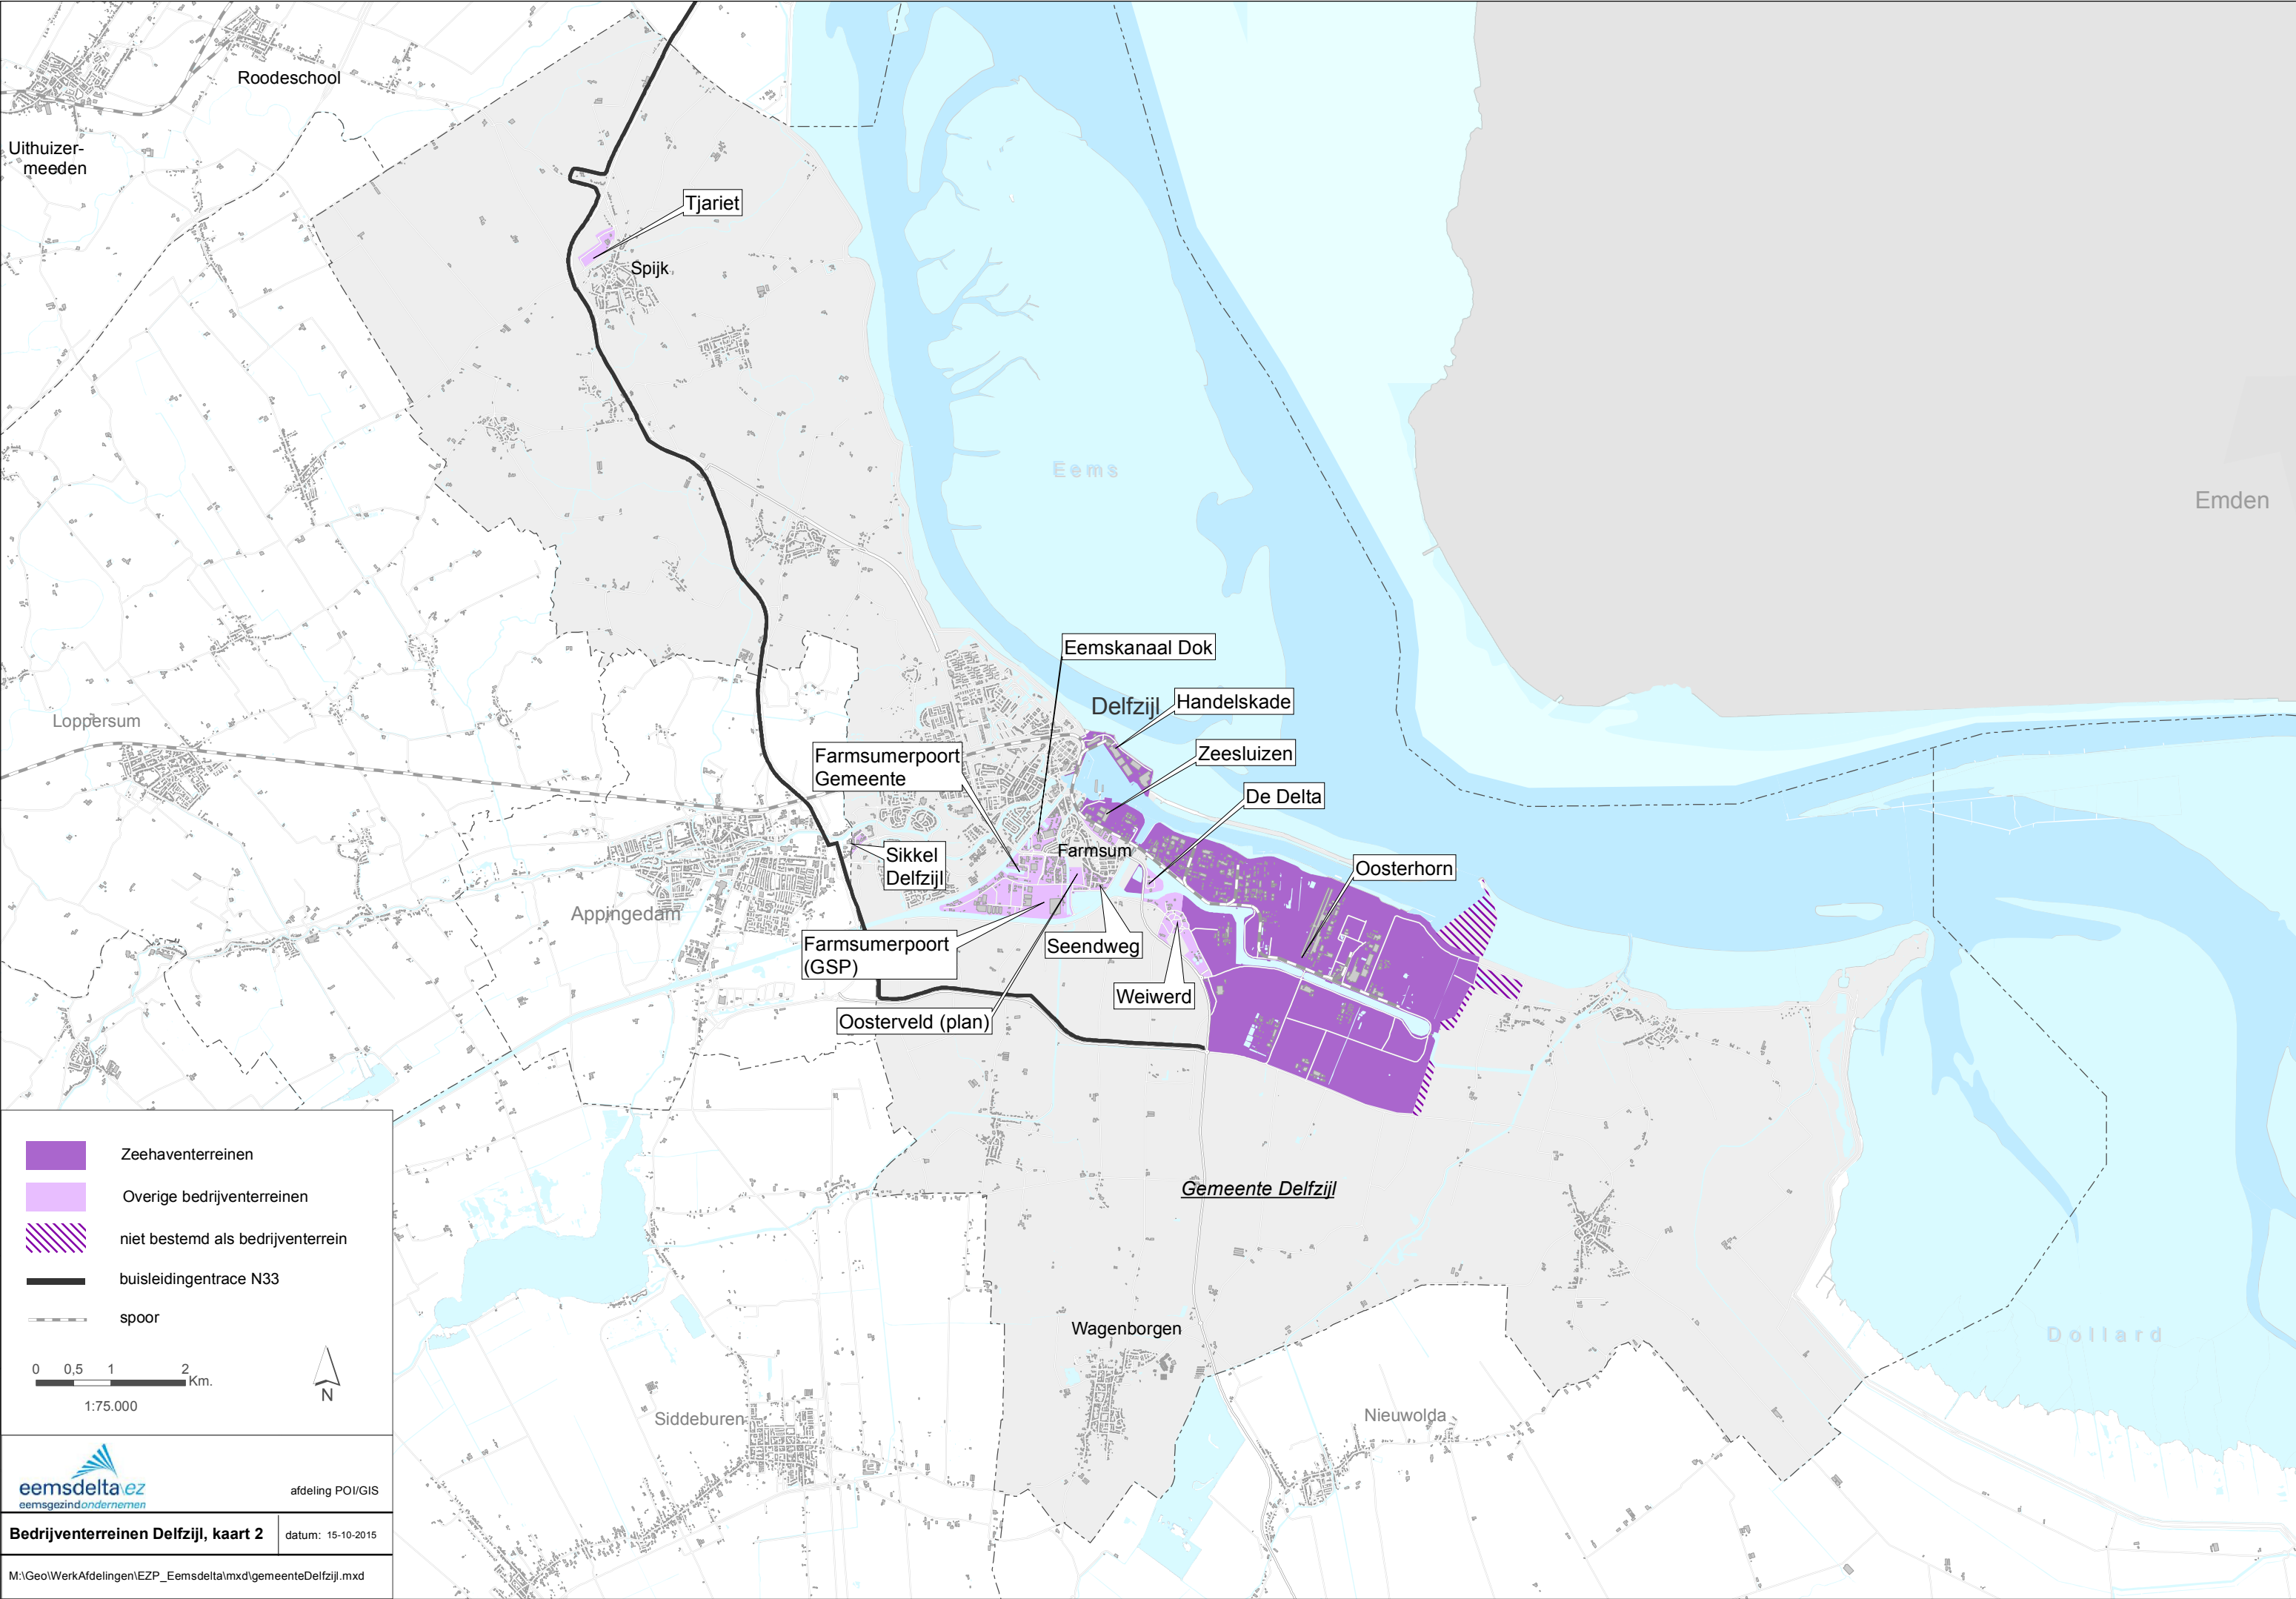 Roodeschool
Uithuizer-
meeden
Tjariet
Spijk
Eems
Emden
Eemskanaal Dok
Delfzijl
Handelskade
Loppersum
Farmsumerpoort
Gemeente
Zeesluizen
De Delta
Farmsum
Sikkel
Delfzijl
Oosterhorn
Appingedam
Farmsumerpoort
(GSP)
Seendweg
Weiwerd
Oosterveld (plan)
Gemeente Delfzijl
Wagenborgen
Dollard
Siddeburen
Nieuwolda
Zeehaventerreinen
Overige bedrijventerreinen
niet bestemd als bedrijventerrein
buisleidingentrace N33
spoor
0 0,5 1 2
Km.
N
1:75.000
eemsdelta\ez
eemsgezindondernemen
afdeling POI/GIS
Bedrijventerreinen Delfzijl, kaart 2
datum: 15-10-2015
M:\Geo\WerkAfdelingen\EZP_Eemsdelta\mxd\gemeenteDelfzijl.mxd